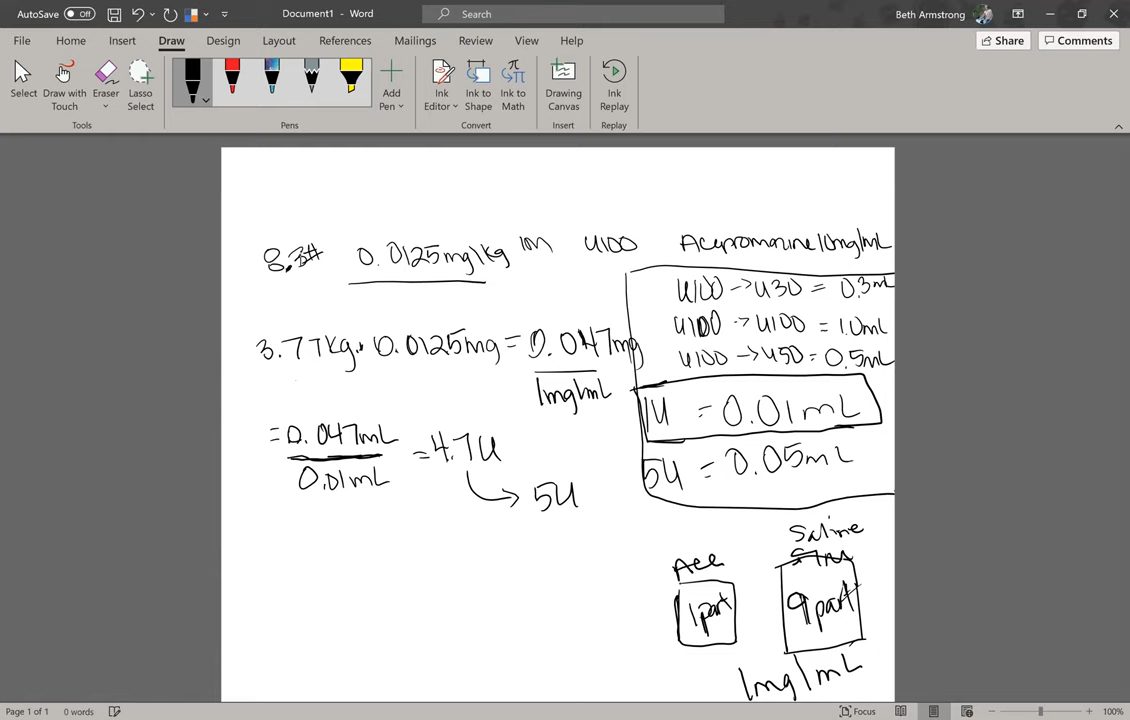 AutoSave Off Document1 - Word Search Beth Armstrong
File Home Insert Draw Design Layout References Mailings Review View Help Share Comments
Select Draw with Touch Eraser Lasso Select Add Pen Ink Editor Ink to Shape Ink to Math Drawing Canvas Ink Replay
Tools Pens Convert Insert Replay
8.3# 0.0125mg/kg IM U100 Acepromazine 10mg/mL
U100 -> U30 = 0.3mL
U100 -> U100 = 1.0mL
U100 -> U50 = 0.5mL
3.77kg · 0.0125mg = 0.047mg
1mg/mL
1U = 0.01mL
5U = 0.05mL
= 0.047mL = 4.7U
0.01mL
→ 5U
Saline
Ace
1part 9part
1mg/mL
Page 1 of 1 0 words Focus 100%